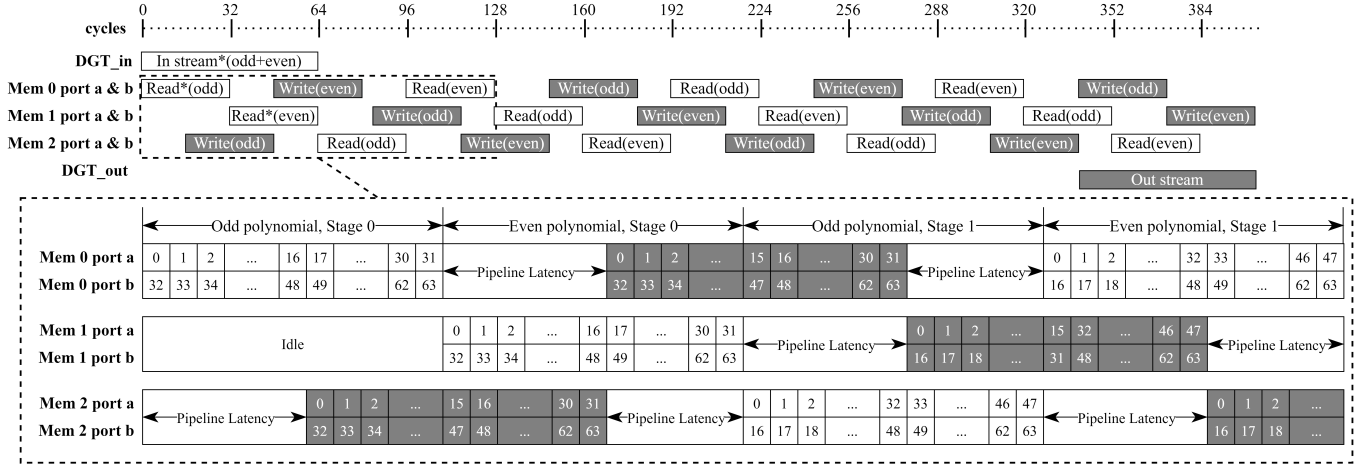 0 32 64 96 128 160 192 224 256 288 320 352 384
cycles
DGT_in In stream*(odd+even)
Mem 0 port a & b Read*(odd) Write(even) Read(even) Write(odd) Read(odd) Write(even) Read(even) Write(odd)
Mem 1 port a & b Read*(even) Write(odd) Read(odd) Write(even) Read(even) Write(odd) Read(odd) Write(even)
Mem 2 port a & b Write(odd) Read(odd) Write(even) Read(even) Write(odd) Read(odd) Write(even) Read(even)
DGT_out Out stream
Odd polynomial, Stage 0 Even polynomial, Stage 0 Odd polynomial, Stage 1 Even polynomial, Stage 1
Mem 0 port a 0 1 2 ... 16 17 ... 30 31 Pipeline Latency 0 1 2 ... 15 16 ... 30 31 Pipeline Latency 0 1 2 ... 32 33 ... 46 47
Mem 0 port b 32 33 34 ... 48 49 ... 62 63 32 33 34 ... 47 48 ... 62 63 16 17 18 ... 48 49 ... 62 63
Mem 1 port a Idle 0 1 2 ... 16 17 ... 30 31 Pipeline Latency 0 1 2 ... 15 32 ... 46 47 Pipeline Latency
Mem 1 port b 32 33 34 ... 48 49 ... 62 63 16 17 18 ... 31 48 ... 62 63
Mem 2 port a Pipeline Latency 0 1 2 ... 15 16 ... 30 31 Pipeline Latency 0 1 2 ... 32 33 ... 46 47 Pipeline Latency 0 1 2 ...
Mem 2 port b 32 33 34 ... 47 48 ... 62 63 16 17 18 ... 48 49 ... 62 63 16 17 18 ...